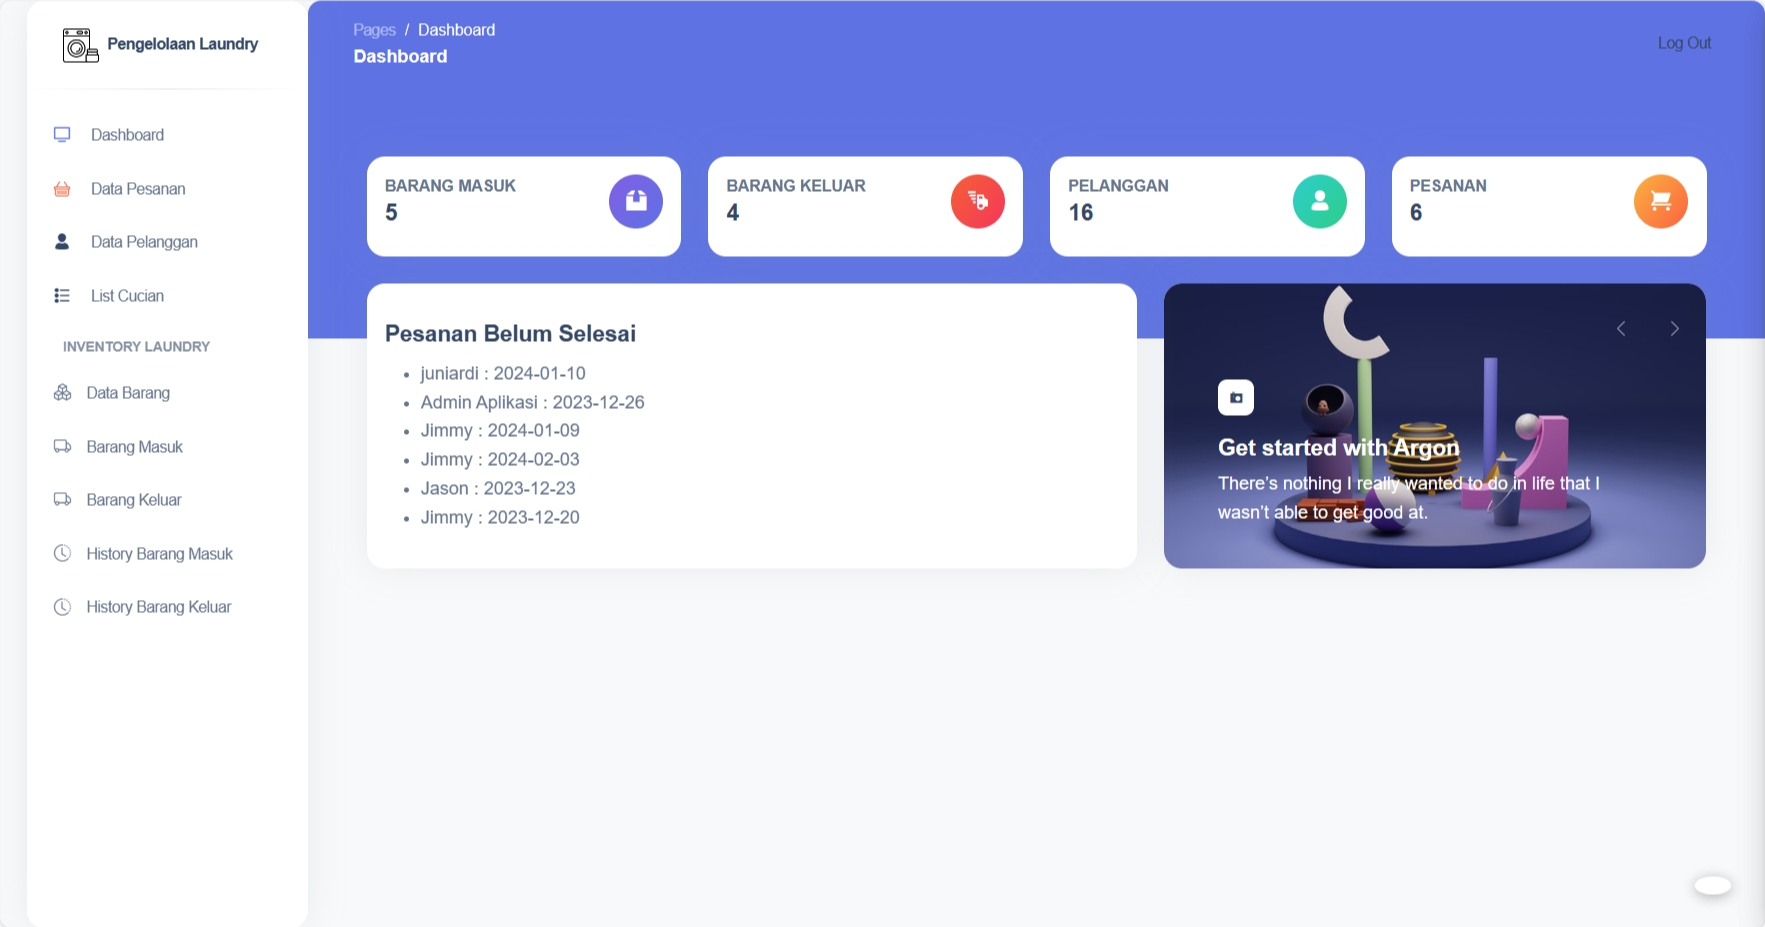 Pengelolaan Laundry
Dashboard
Data Pesanan
Data Pelanggan
List Cucian
INVENTORY LAUNDRY
Data Barang
Barang Masuk
Barang Keluar
History Barang Masuk
History Barang Keluar
Pages / Dashboard
Dashboard
Log Out
BARANG MASUK
5
BARANG KELUAR
4
PELANGGAN
16
PESANAN
6
Pesanan Belum Selesai
juniardi : 2024-01-10
Admin Aplikasi : 2023-12-26
Jimmy : 2024-01-09
Jimmy : 2024-02-03
Jason : 2023-12-23
Jimmy : 2023-12-20
Get started with Argon
There’s nothing I really wanted to do in life that I
wasn’t able to get good at.